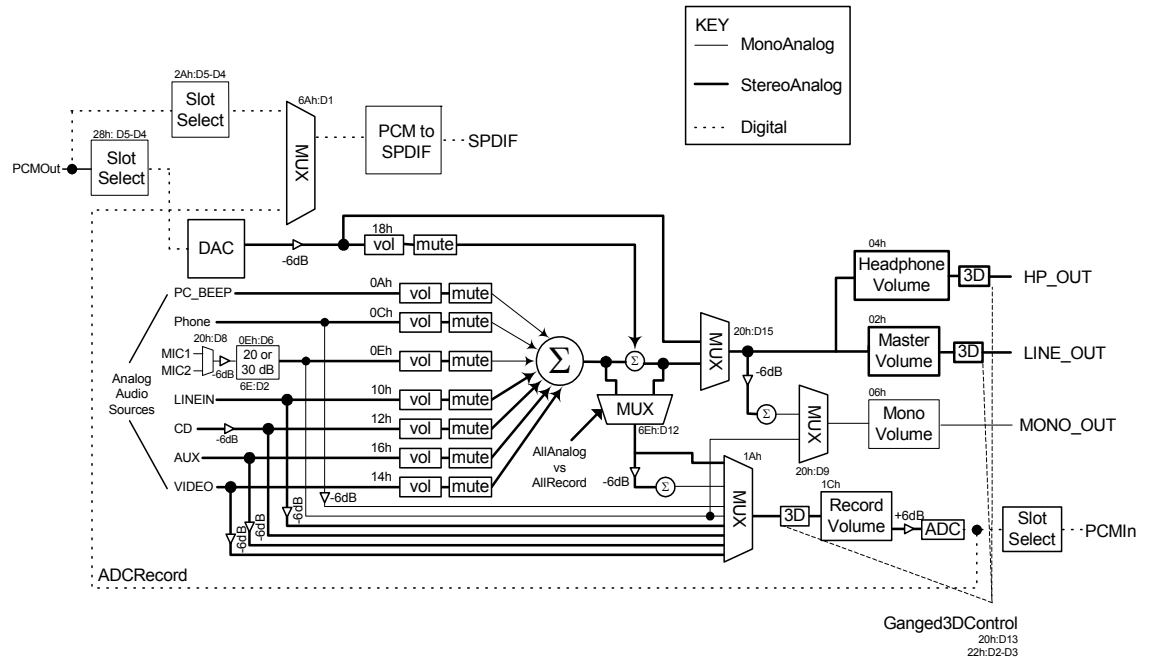 KEY
MonoAnalog
StereoAnalog
Digital
2Ah:D5-D4
Slot
Select
6Ah:D1
MUX
PCM to
SPDIF
SPDIF
28h: D5-D4
PCMOut
Slot
Select
DAC
-6dB
18h
vol
mute
04h
Headphone
Volume
3D
HP_OUT
PC_BEEP
0Ah
vol
mute
Phone
0Ch
vol
mute
20h:D8
0Eh:D6
MIC1
MIC2
-6dB
20 or
30 dB
6E:D2
0Eh
vol
mute
Σ
Σ
MUX
20h:D15
02h
Master
Volume
3D
LINE_OUT
Analog
Audio
Sources
LINEIN
10h
vol
mute
CD
-6dB
12h
vol
mute
AUX
16h
vol
mute
VIDEO
14h
vol
mute
MUX
6Eh:D12
AllAnalog
vs
AllRecord
-6dB
Σ
MUX
20h:D9
06h
Mono
Volume
MONO_OUT
-6dB
Σ
-6dB
-6dB
-6dB
-6dB
1Ah
MUX
3D
1Ch
Record
Volume
+6dB
ADC
Slot
Select
PCMIn
ADCRecord
Ganged3DControl
20h:D13
22h:D2-D3